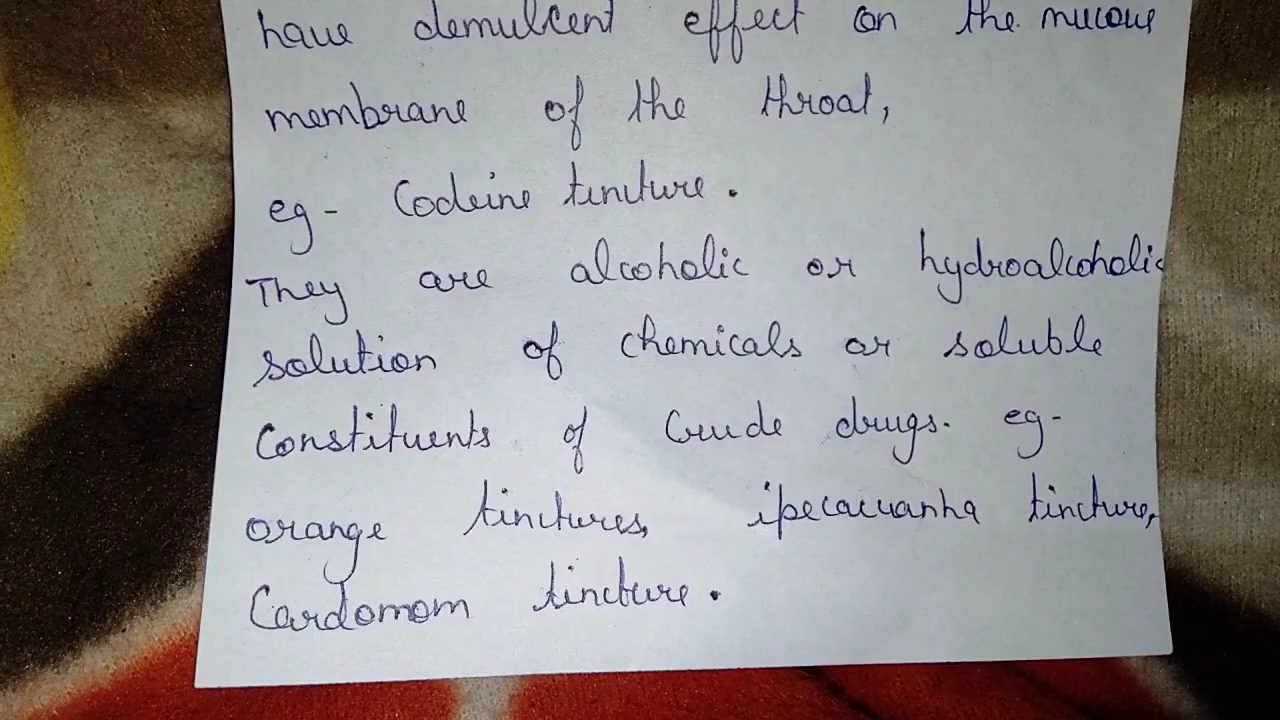 have demulcent effect on the mucous
membrane of the throat,
eg- Codeine tincture.
They are alcoholic or hydroalcoholic
solution of chemicals or soluble
Constituents of Crude drugs. eg-
orange tinctures, ipecacuanha tincture,
Cardomom tincture.